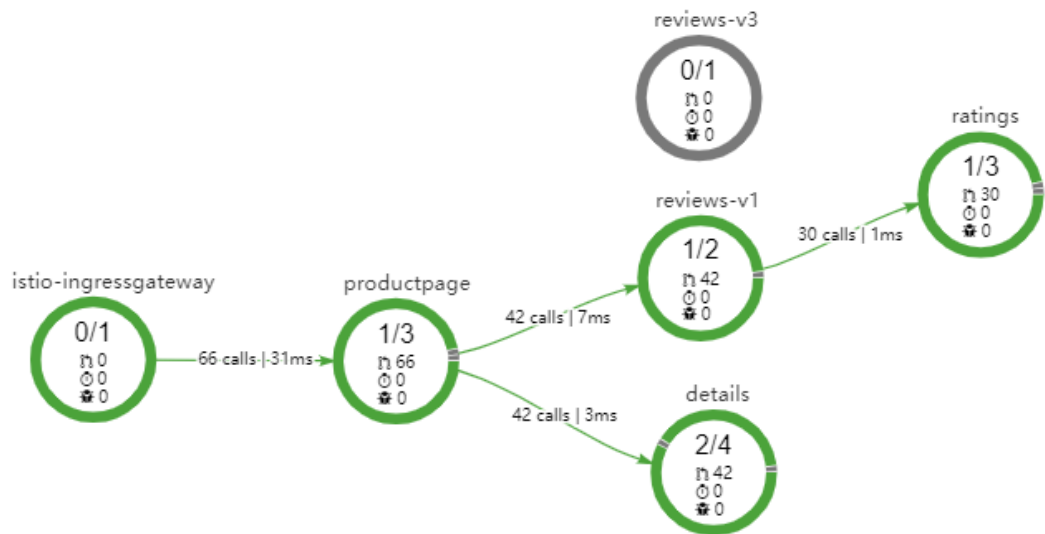 reviews-v3
0/1
0
0
0
ratings
1/3
30
0
0
reviews-v1
1/2
42
0
0
30 calls | 1ms
istio-ingressgateway
0/1
0
0
0
66 calls | 31ms
productpage
1/3
66
0
0
42 calls | 7ms
42 calls | 3ms
details
2/4
42
0
0